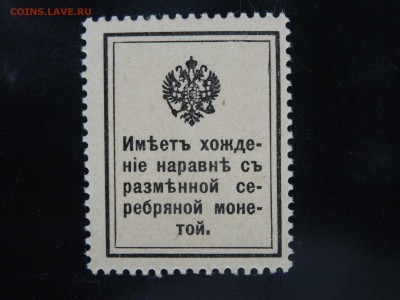 COINS.LAVE.RU
Имѣетъ хожде-
ніе наравнѣ съ
размѣнной се-
ребряной моне-
той.